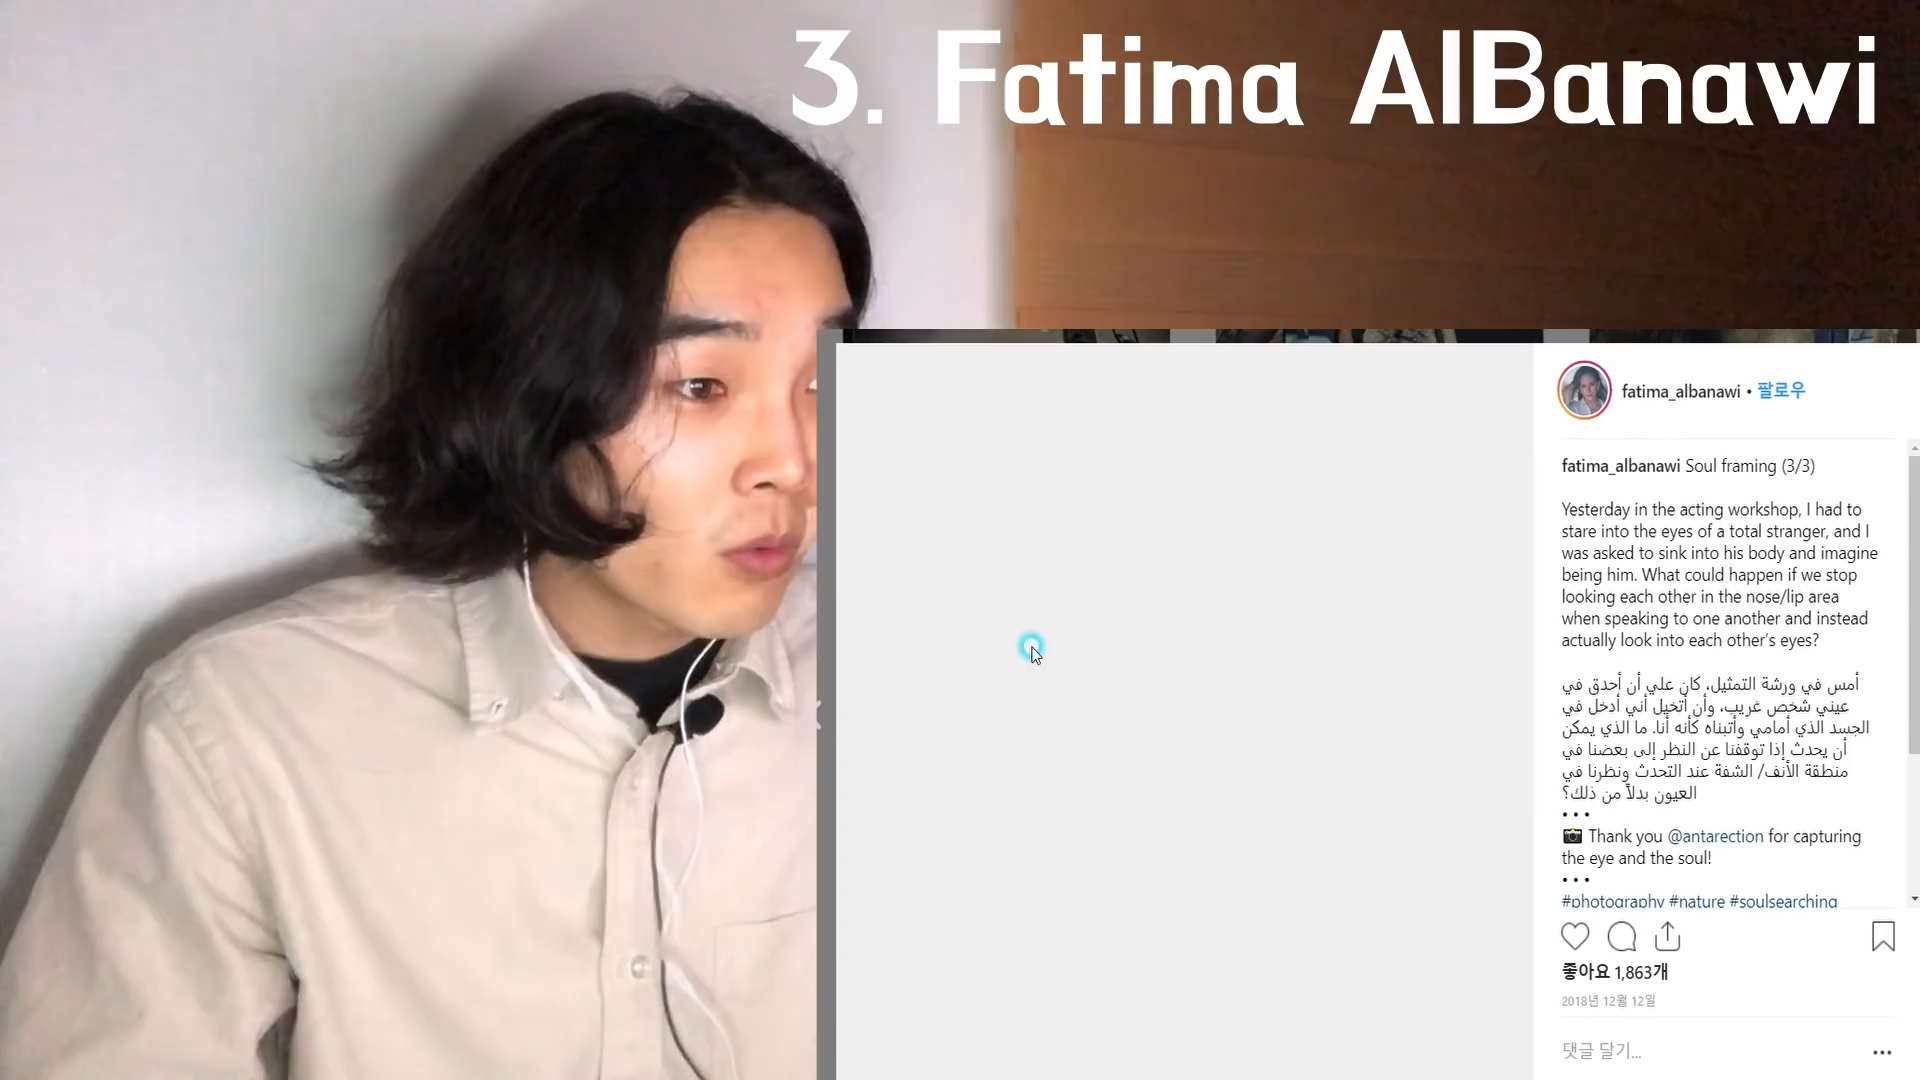 3. Fatima AlBanawi
fatima_albanawi • 팔로우
fatima_albanawi Soul framing (3/3)
Yesterday in the acting workshop, I had to
stare into the eyes of a total stranger, and I
was asked to sink into his body and imagine
being him. What could happen if we stop
looking each other in the nose/lip area
when speaking to one another and instead
actually look into each other’s eyes?
أمس في ورشة التمثيل، كان علي أن أحدق في
عيني شخص غريب، وأن أتخيل أني أدخل في
الجسد الذي أمامي وأتبناه كأنه أنا. ما الذي يمكن
أن يحدث إذا توقفنا عن النظر إلى بعضنا في
منطقة الأنف/ الشفة عند التحدث ونظرنا في
العيون بدلاً من ذلك؟
• • •
📸 Thank you @antarection for capturing
the eye and the soul!
• • •
#photography #nature #soulsearching
좋아요 1,863개
2018년 12월 12일
댓글 달기...